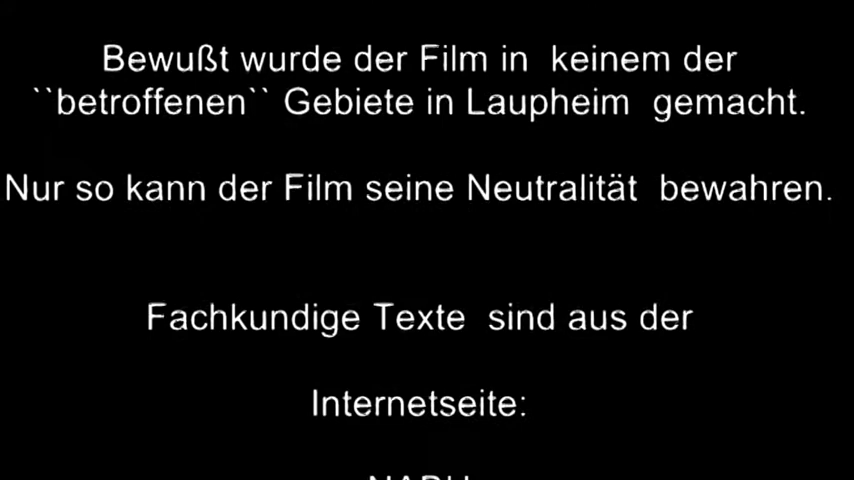 Bewußt wurde der Film in keinem der
``betroffenen`` Gebiete in Laupheim gemacht.
Nur so kann der Film seine Neutralität bewahren.
Fachkundige Texte sind aus der
Internetseite: